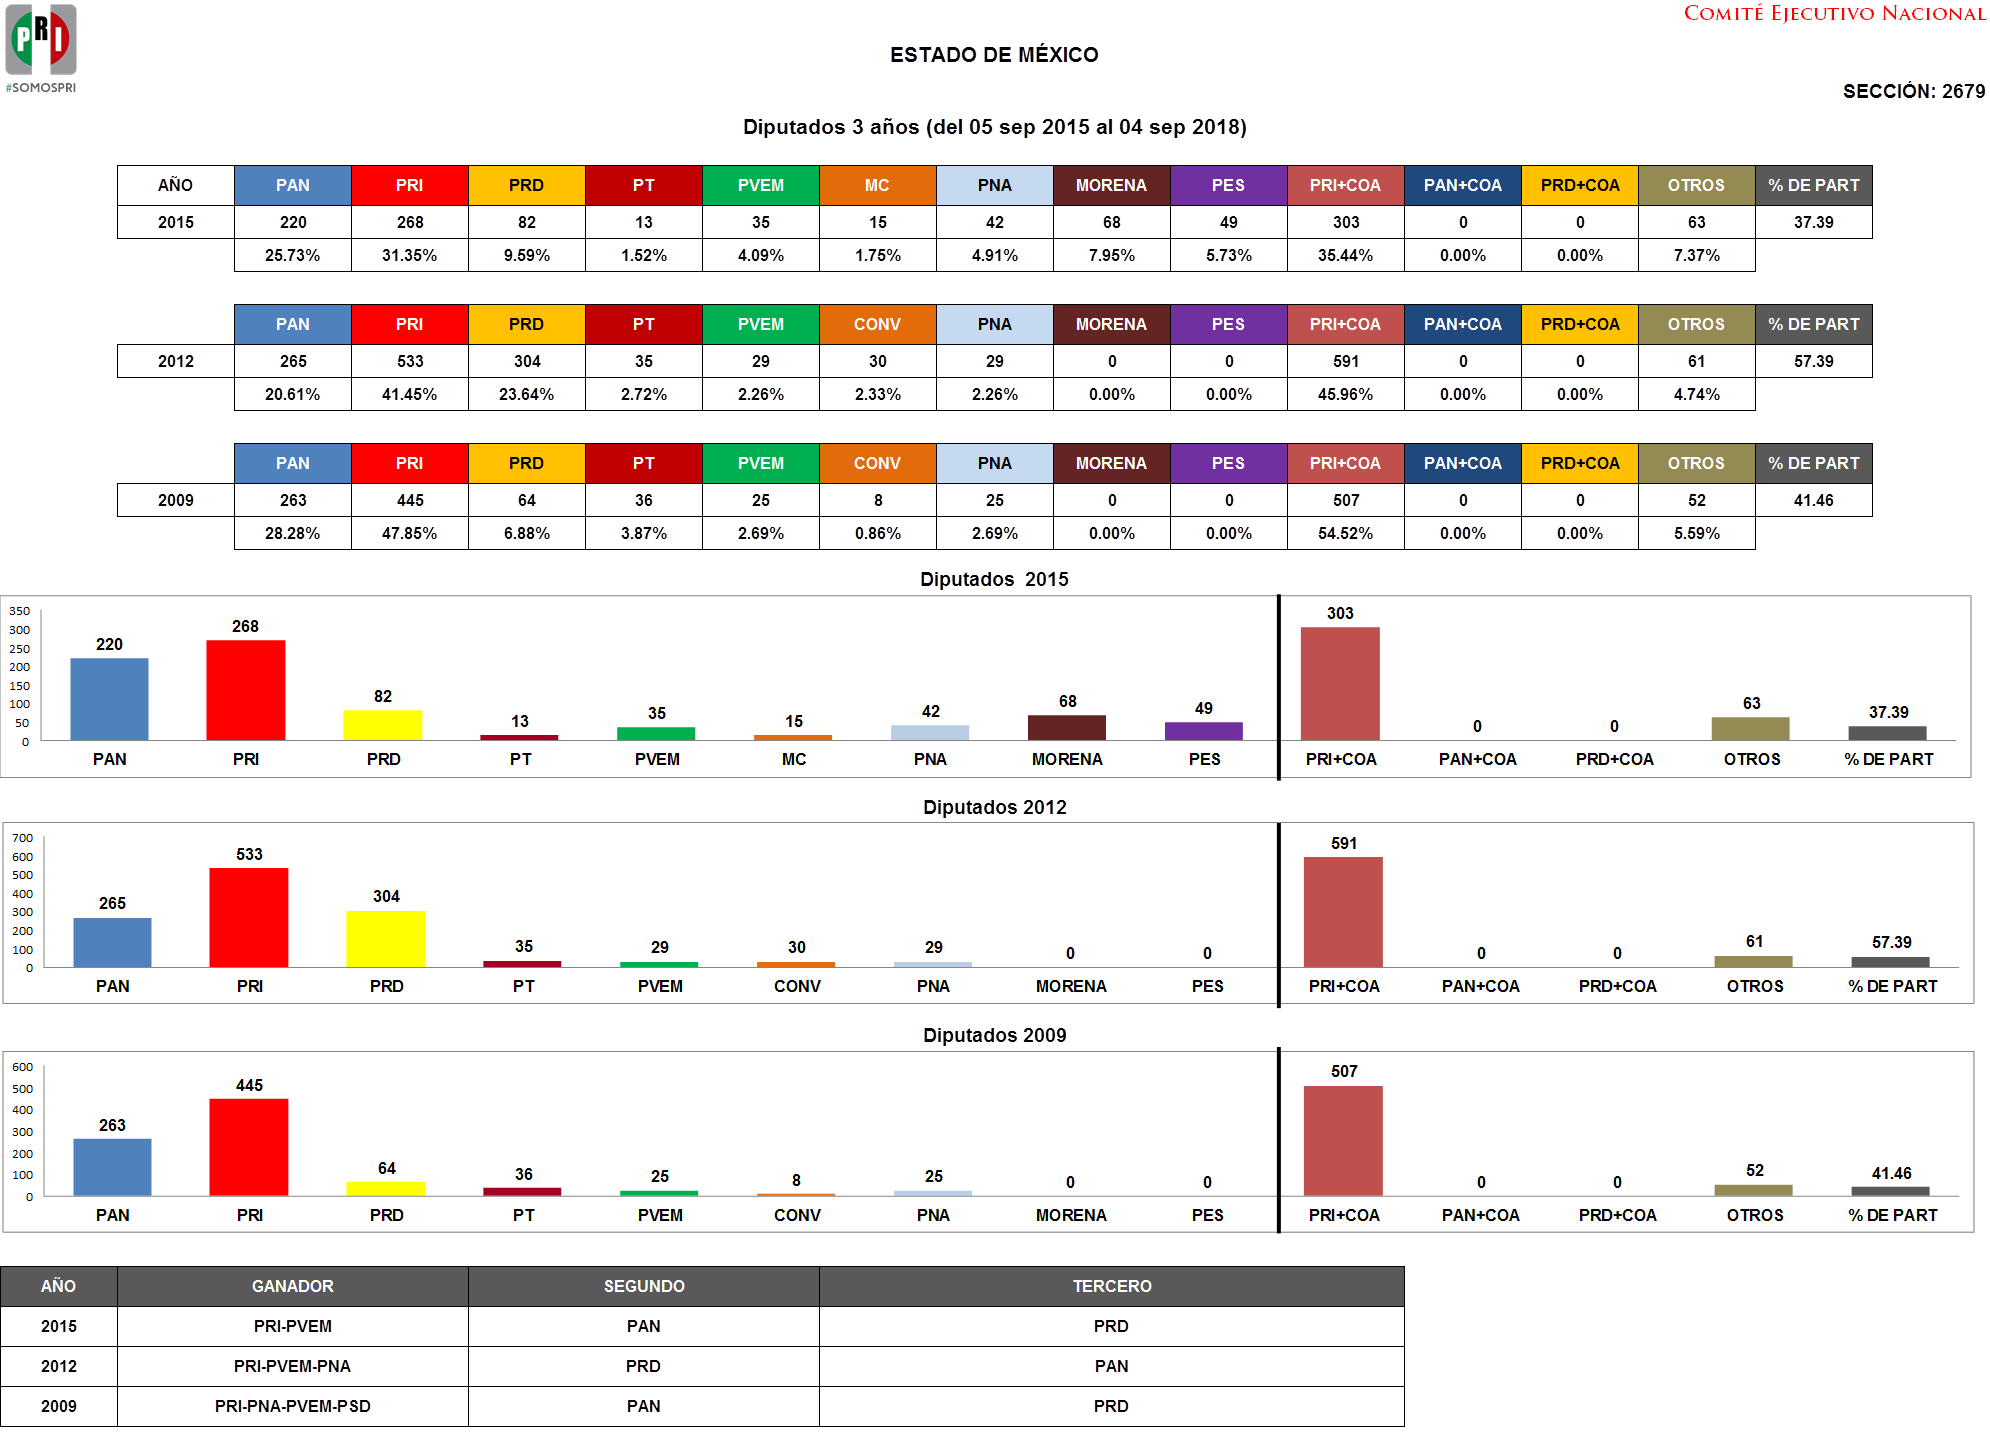 PRI
#SOMOSPRI
COMITÉ EJECUTIVO NACIONAL
ESTADO DE MÉXICO
SECCIÓN: 2679
Diputados 3 años (del 05 sep 2015 al 04 sep 2018)
AÑO PAN PRI PRD PT PVEM MC PNA MORENA PES PRI+COA PAN+COA PRD+COA OTROS % DE PART
2015 220 268 82 13 35 15 42 68 49 303 0 0 63 37.39
25.73% 31.35% 9.59% 1.52% 4.09% 1.75% 4.91% 7.95% 5.73% 35.44% 0.00% 0.00% 7.37%
PAN PRI PRD PT PVEM CONV PNA MORENA PES PRI+COA PAN+COA PRD+COA OTROS % DE PART
2012 265 533 304 35 29 30 29 0 0 591 0 0 61 57.39
20.61% 41.45% 23.64% 2.72% 2.26% 2.33% 2.26% 0.00% 0.00% 45.96% 0.00% 0.00% 4.74%
PAN PRI PRD PT PVEM CONV PNA MORENA PES PRI+COA PAN+COA PRD+COA OTROS % DE PART
2009 263 445 64 36 25 8 25 0 0 507 0 0 52 41.46
28.28% 47.85% 6.88% 3.87% 2.69% 0.86% 2.69% 0.00% 0.00% 54.52% 0.00% 0.00% 5.59%
Diputados 2015
350
300
250
200
150
100
50
0
220 268 82 13 35 15 42 68 49 303 0 0 63 37.39
PAN PRI PRD PT PVEM MC PNA MORENA PES PRI+COA PAN+COA PRD+COA OTROS % DE PART
Diputados 2012
700
600
500
400
300
200
100
0
265 533 304 35 29 30 29 0 0 591 0 0 61 57.39
PAN PRI PRD PT PVEM CONV PNA MORENA PES PRI+COA PAN+COA PRD+COA OTROS % DE PART
Diputados 2009
600
500
400
300
200
100
0
263 445 64 36 25 8 25 0 0 507 0 0 52 41.46
PAN PRI PRD PT PVEM CONV PNA MORENA PES PRI+COA PAN+COA PRD+COA OTROS % DE PART
AÑO GANADOR SEGUNDO TERCERO
2015 PRI-PVEM PAN PRD
2012 PRI-PVEM-PNA PRD PAN
2009 PRI-PNA-PVEM-PSD PAN PRD